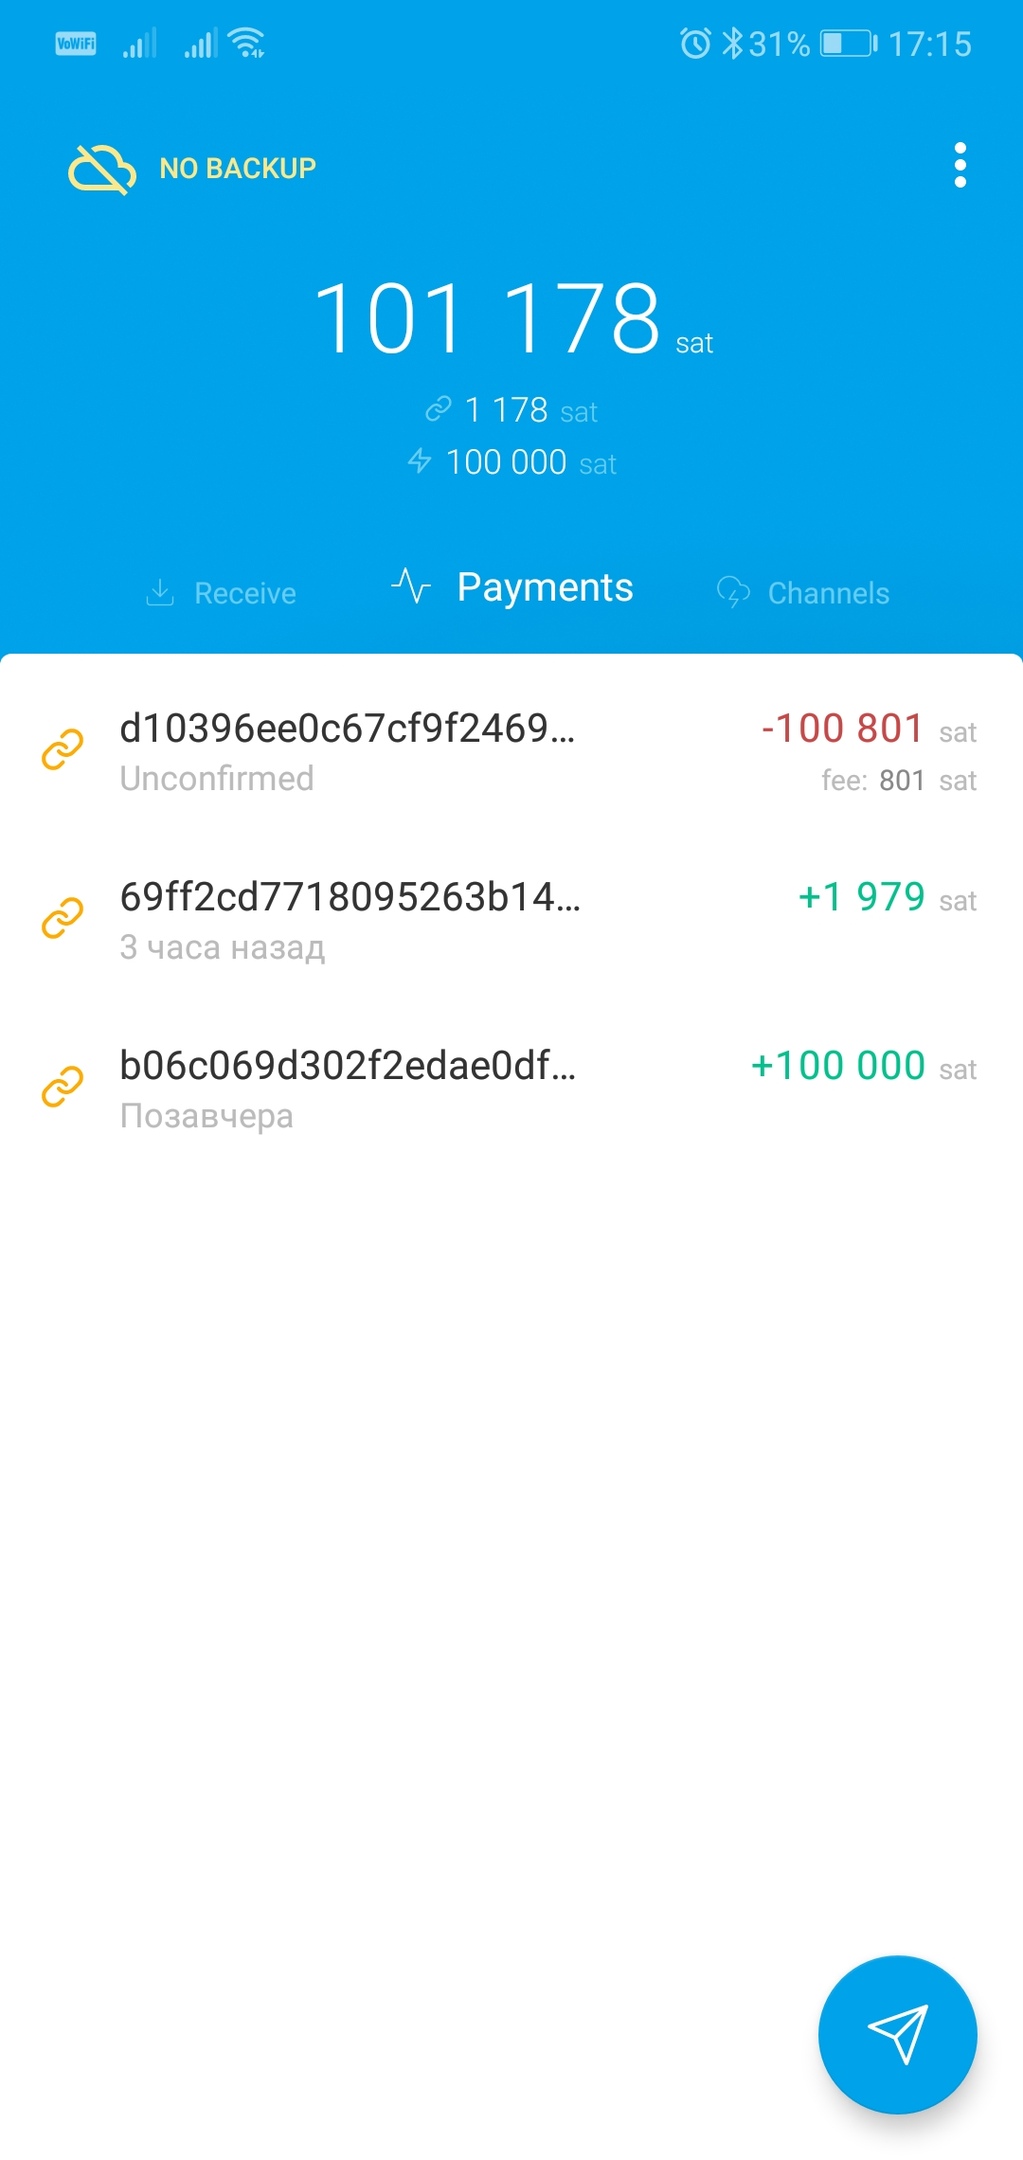 VoWiFi 31% 17:15
NO BACKUP
101 178 sat
1 178 sat
100 000 sat
Receive Payments Channels
d10396ee0c67cf9f2469... -100 801 sat
Unconfirmed fee: 801 sat
69ff2cd7718095263b14... +1 979 sat
3 часа назад
b06c069d302f2edae0df... +100 000 sat
Позавчера